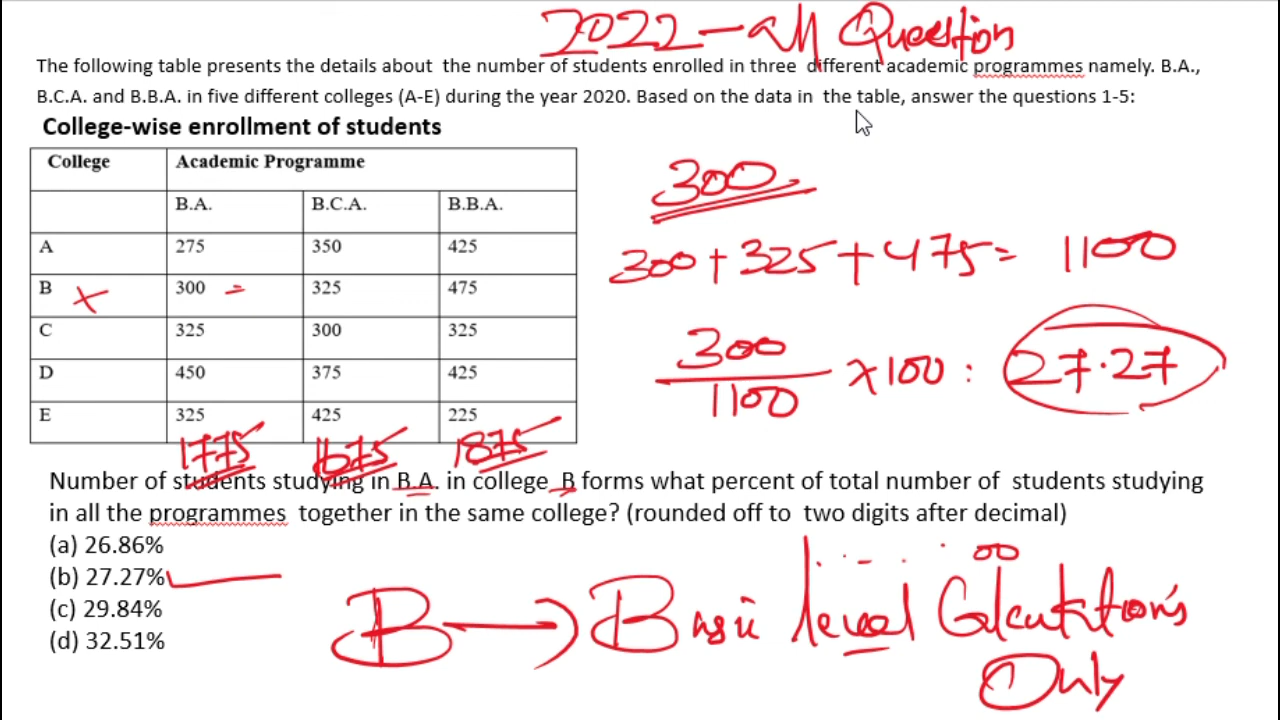 2022 - all Question
The following table presents the details about the number of students enrolled in three different academic programmes namely. B.A.,
B.C.A. and B.B.A. in five different colleges (A-E) during the year 2020. Based on the data in the table, answer the questions 1-5:
College-wise enrollment of students
College Academic Programme
B.A. B.C.A. B.B.A.
A 275 350 425
B × 300 = 325 475
C 325 300 325
D 450 375 425
E 325 425 225
1775 1675 1875
300
300 + 325 + 475 = 1100
300
1100
× 100 : 27.27
Number of students studying in B.A. in college B forms what percent of total number of students studying
in all the programmes together in the same college? (rounded off to two digits after decimal)
(a) 26.86%
(b) 27.27%
(c) 29.84%
(d) 32.51%
B → Basic level Calculations
Only